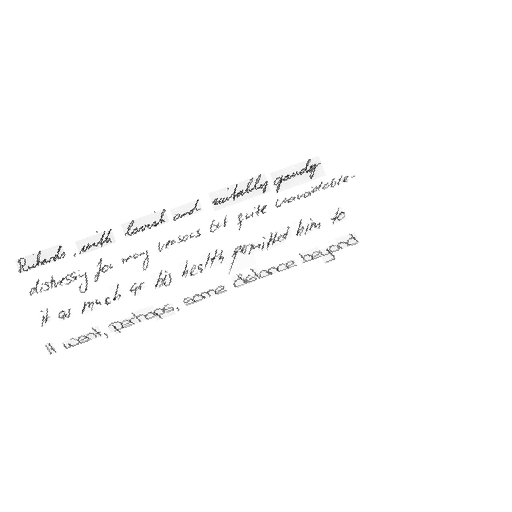 Richards, with lavish and suitably gaudy
distressing for many reasons but quite unavoidable -
it as much as his health permitted him to
It went, perhaps, some distance beyond